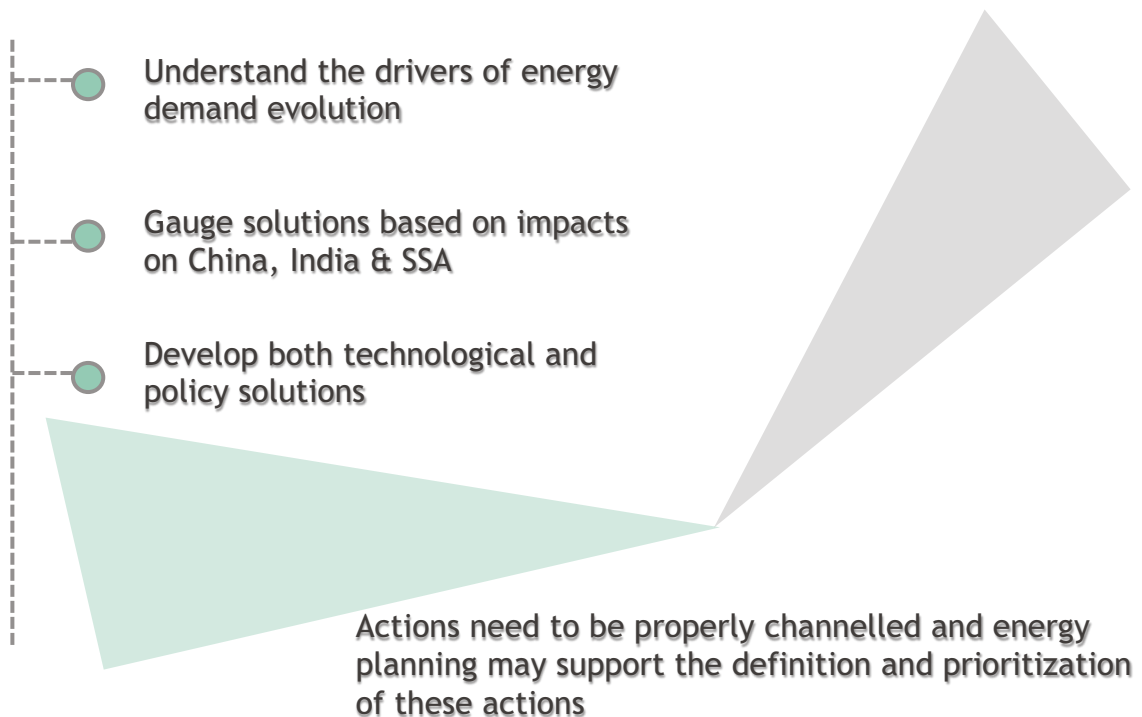 Understand the drivers of energy
demand evolution
Gauge solutions based on impacts
on China, India & SSA
Develop both technological and
policy solutions
Actions need to be properly channelled and energy
planning may support the definition and prioritization
of these actions